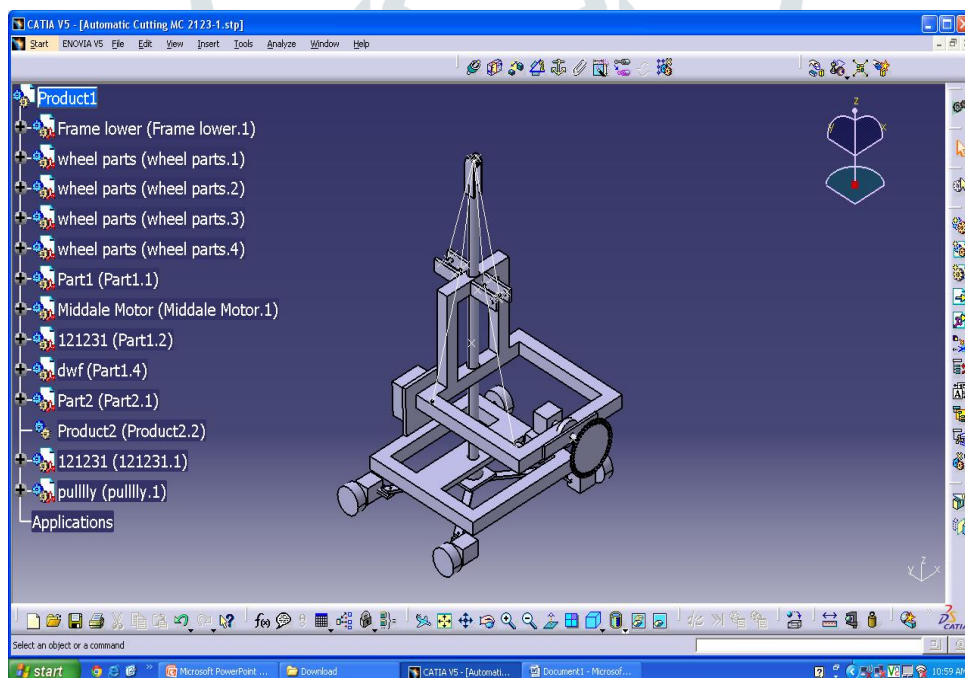 CATIA V5 - [Automatic Cutting MC 2123-1.stp]
Start ENOVIA V5 File Edit View Insert Tools Analyze Window Help
Product1
Frame lower (Frame lower.1)
wheel parts (wheel parts.1)
wheel parts (wheel parts.2)
wheel parts (wheel parts.3)
wheel parts (wheel parts.4)
Part1 (Part1.1)
Middale Motor (Middale Motor.1)
121231 (Part1.2)
dwf (Part1.4)
Part2 (Part2.1)
Product2 (Product2.2)
121231 (121231.1)
pulllly (pulllly.1)
Applications
z
y x
z
y x
f(x)
CATIA
Select an object or a command
start Microsoft PowerPoint ... Download CATIA V5 - [Automati... Document1 - Microsof... 10:59 AM